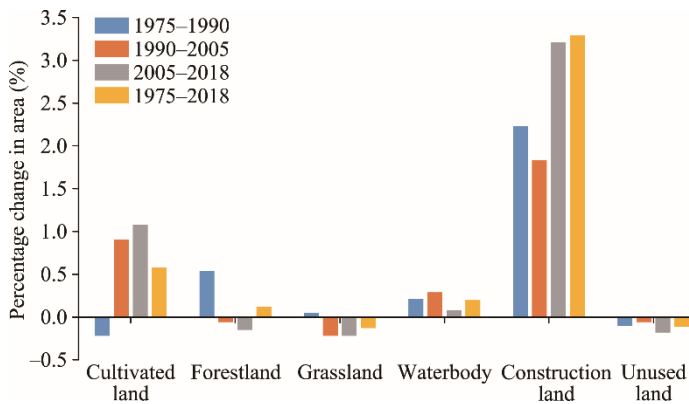 3.5
3.0
2.5
2.0
1.5
1.0
0.5
0.0
–0.5
Percentage change in area (%)
1975–1990
1990–2005
2005–2018
1975–2018
Cultivated land
Forestland
Grassland
Waterbody
Construction land
Unused land